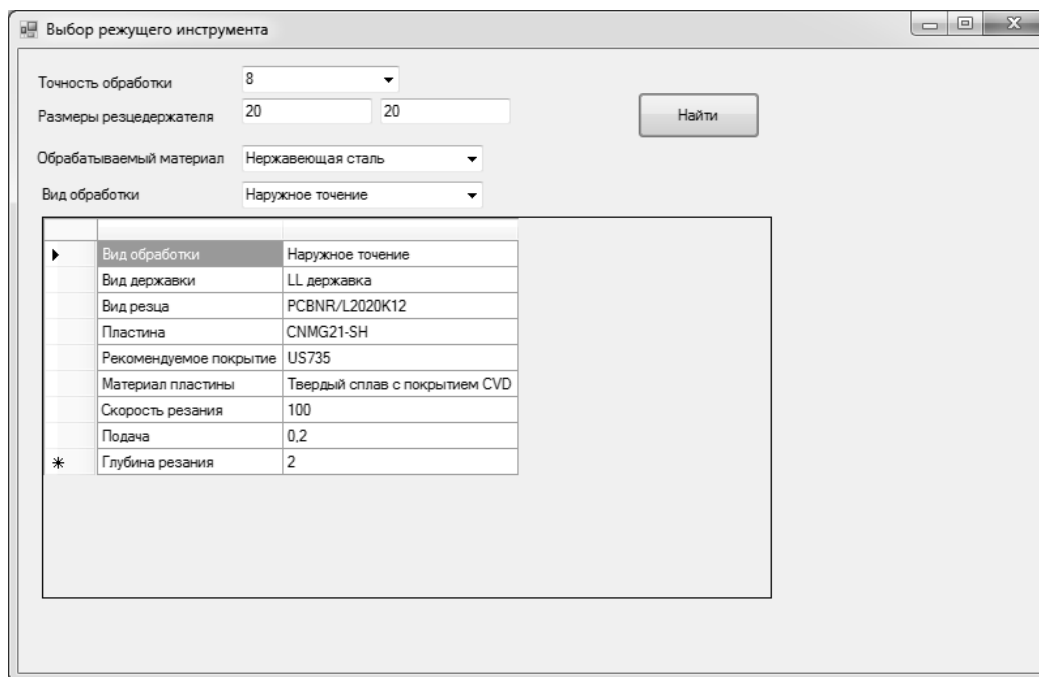 Выбор режущего инструмента
Точность обработки 8
Размеры резцедержателя 20 20
Найти
Обрабатываемый материал Нержавеющая сталь
Вид обработки Наружное точение
Вид обработки Наружное точение
Вид державки LL державка
Вид резца PCBNR/L2020K12
Пластина CNMG21-SH
Рекомендуемое покрытие US735
Материал пластины Твердый сплав с покрытием CVD
Скорость резания 100
Подача 0,2
Глубина резания 2